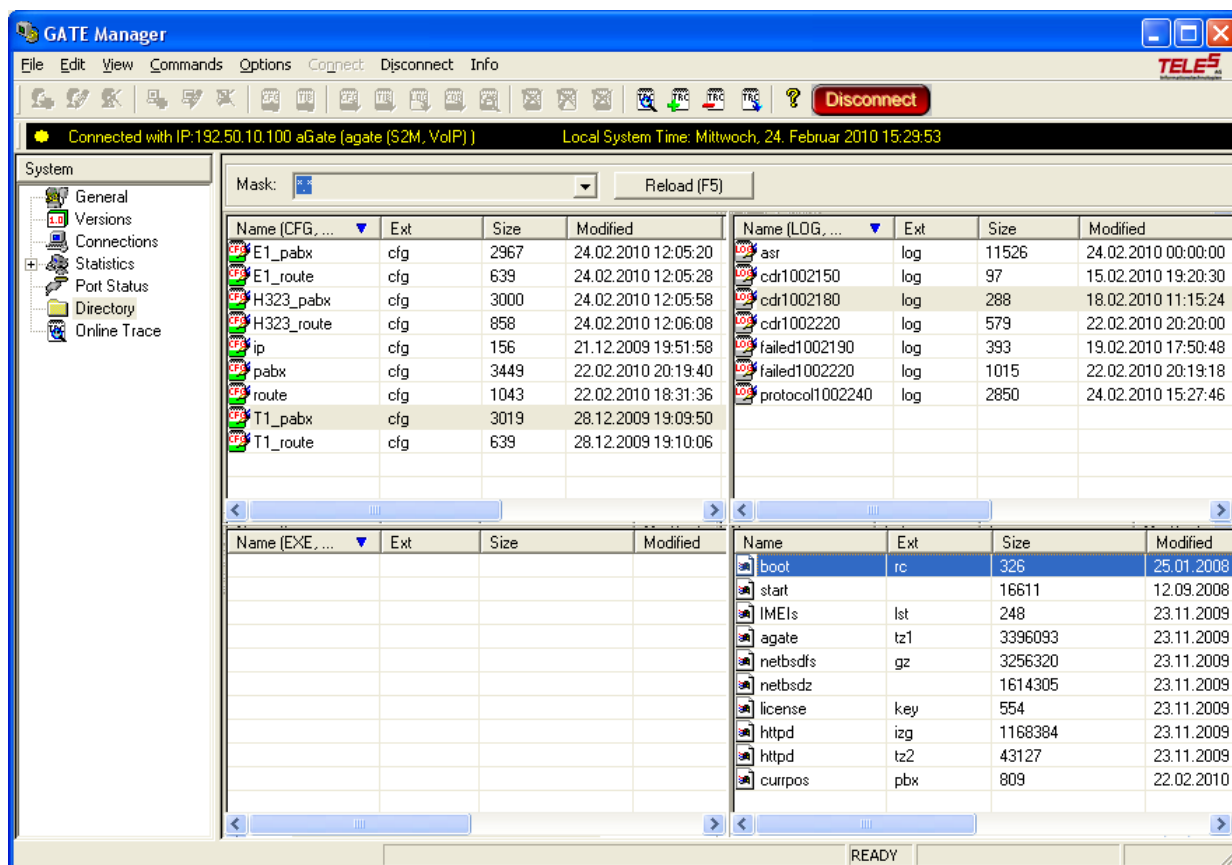 GATE Manager
File Edit View Commands Options Connect Disconnect Info
TELES AG
Informationstechnologien
CFG TRC TRC TRC ? Disconnect
Connected with IP:192.50.10.100 aGate (agate (S2M, VoIP) ) Local System Time: Mittwoch, 24. Februar 2010 15:29:53
System
General
1.0 Versions
Connections
Statistics
Port Status
Directory
Online Trace
Mask: *.* Reload (F5)
Name (CFG, ... Ext Size Modified
E1_pabx cfg 2967 24.02.2010 12:05:20
E1_route cfg 639 24.02.2010 12:05:28
H323_pabx cfg 3000 24.02.2010 12:05:58
H323_route cfg 858 24.02.2010 12:06:08
ip cfg 156 21.12.2009 19:51:58
pabx cfg 3449 22.02.2010 20:19:40
route cfg 1043 22.02.2010 18:31:36
T1_pabx cfg 3019 28.12.2009 19:09:50
T1_route cfg 639 28.12.2009 19:10:06
Name (LOG, ... Ext Size Modified
asr log 11526 24.02.2010 00:00:00
cdr1002150 log 97 15.02.2010 19:20:30
cdr1002180 log 288 18.02.2010 11:15:24
cdr1002220 log 579 22.02.2010 20:20:00
failed1002190 log 393 19.02.2010 17:50:48
failed1002220 log 1015 22.02.2010 20:19:18
protocol1002240 log 2850 24.02.2010 15:27:46
Name (EXE, ... Ext Size Modified
Name Ext Size Modified
boot rc 326 25.01.2008
start 16611 12.09.2008
IMEIs lst 248 23.11.2009
agate tz1 3396093 23.11.2009
netbsdfs gz 3256320 23.11.2009
netbsdz 1614305 23.11.2009
license key 554 23.11.2009
httpd izg 1168384 23.11.2009
httpd tz2 43127 23.11.2009
currpos pbx 809 22.02.2010
READY